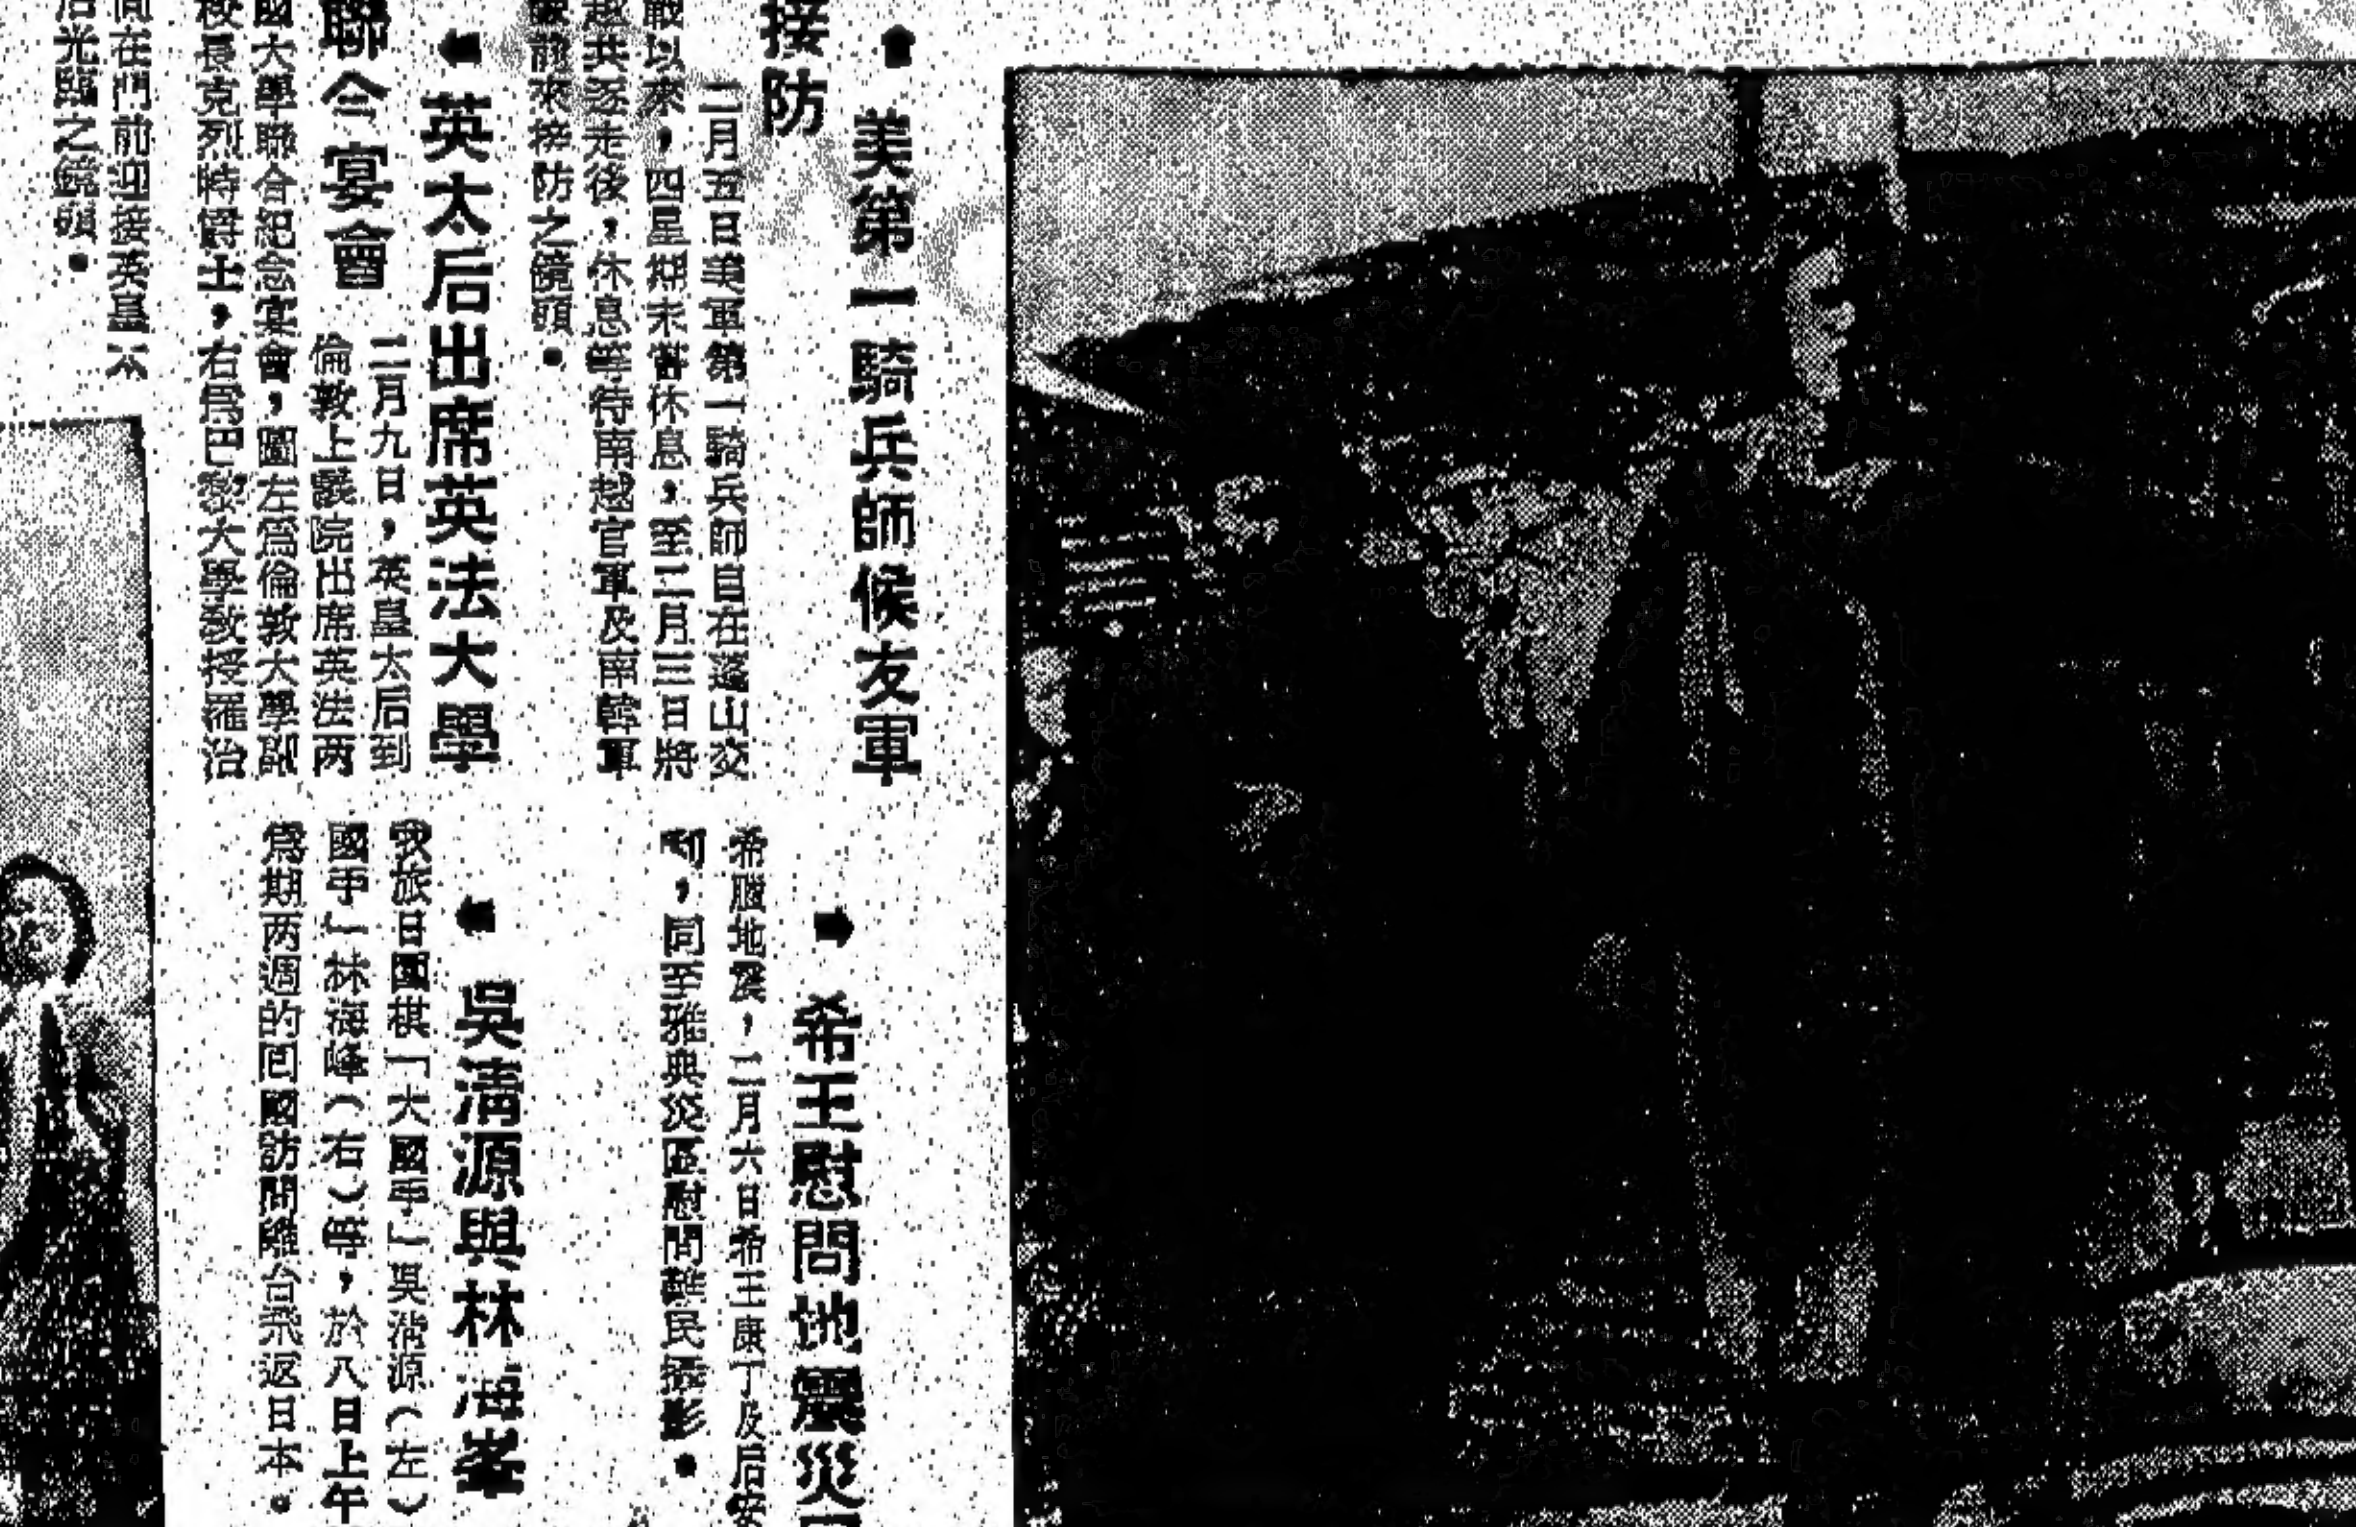 美第一騎兵師候友軍
接防
二月五日美軍第一騎兵師自在蓬山交
戰以來，四星期未嘗休息，至二月三日將
越共逐走後，休息等待南越官軍及南韓軍
前來接防之鏡頭。
英太后出席英法大學
聯合宴會
二月九日，英皇太后到
倫敦上議院出席英法两
國大學聯合紀念宴會，圖左為倫敦大學副
校長克列特爵士，右為巴黎大學教授羅治
在門前迎接英皇太
后光臨之鏡頭。
希王慰問地震災
希臘地震，二月六日希王康丁及后安
，同至雅典災區慰問難民攝影。
吳清源與林海峯
我旅日圍棋「大國手」吳清源（左）
國手」林海峰（右）等，於八日上午
為期两週的回國訪問離台飛返日本。